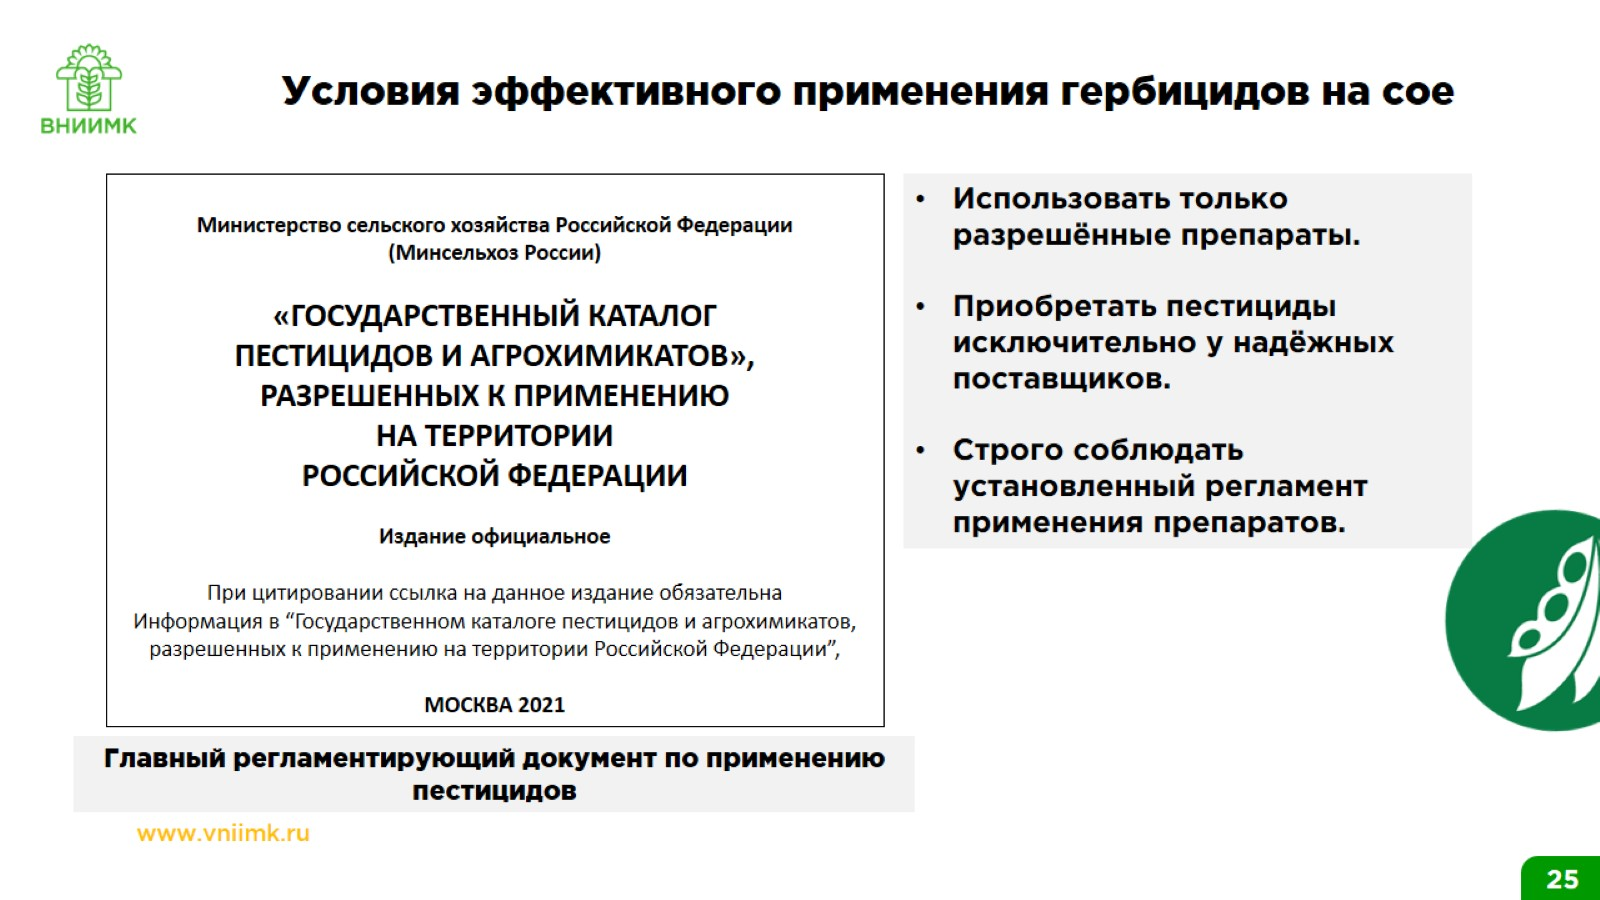 ВНИИМК
Условия эффективного применения гербицидов на сое
Министерство сельского хозяйства Российской Федерации
(Минсельхоз России)
«ГОСУДАРСТВЕННЫЙ КАТАЛОГ
ПЕСТИЦИДОВ И АГРОХИМИКАТОВ»,
РАЗРЕШЕННЫХ К ПРИМЕНЕНИЮ
НА ТЕРРИТОРИИ
РОССИЙСКОЙ ФЕДЕРАЦИИ
Издание официальное
При цитировании ссылка на данное издание обязательна
Информация в “Государственном каталоге пестицидов и агрохимикатов,
разрешенных к применению на территории Российской Федерации”,
МОСКВА 2021
Главный регламентирующий документ по применению
пестицидов
• Использовать только
разрешённые препараты.
• Приобретать пестициды
исключительно у надёжных
поставщиков.
• Строго соблюдать
установленный регламент
применения препаратов.
www.vniimk.ru
25